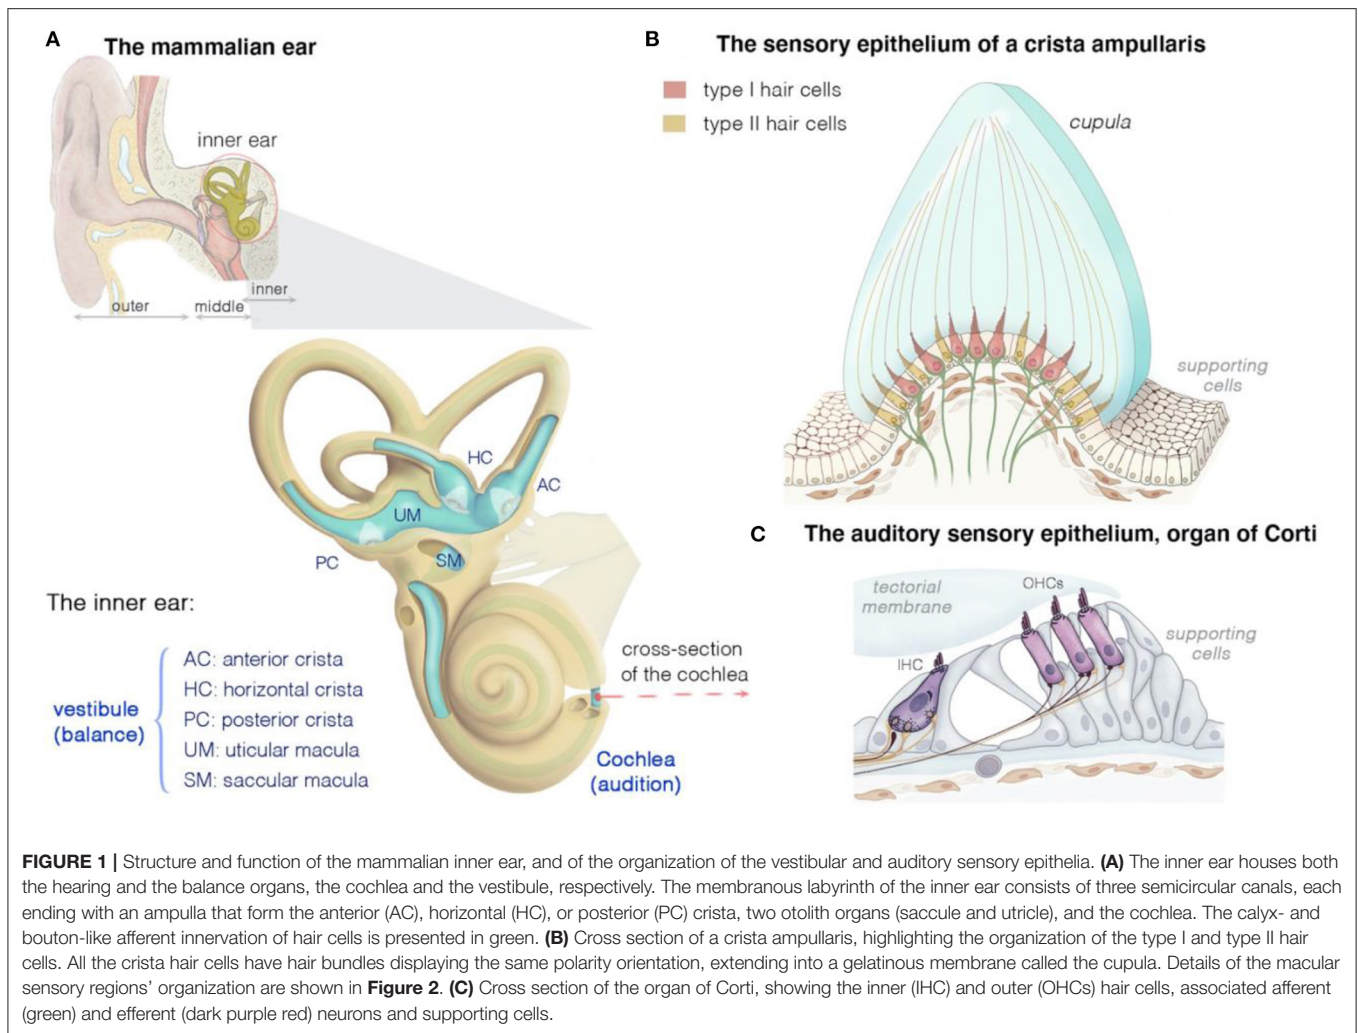 A The mammalian ear
inner ear
outer
middle
inner
HC
AC
UM
PC
SM
The inner ear:
vestibule
(balance)
AC: anterior crista
HC: horizontal crista
PC: posterior crista
UM: uticular macula
SM: saccular macula
cross-section
of the cochlea
Cochlea
(audition)
B The sensory epithelium of a crista ampullaris
type I hair cells
type II hair cells
cupula
supporting
cells
C The auditory sensory epithelium, organ of Corti
tectorial
membrane
OHCs
IHC
supporting
cells
FIGURE 1 | Structure and function of the mammalian inner ear, and of the organization of the vestibular and auditory sensory epithelia. (A) The inner ear houses both
the hearing and the balance organs, the cochlea and the vestibule, respectively. The membranous labyrinth of the inner ear consists of three semicircular canals, each
ending with an ampulla that form the anterior (AC), horizontal (HC), or posterior (PC) crista, two otolith organs (saccule and utricle), and the cochlea. The calyx- and
bouton-like afferent innervation of hair cells is presented in green. (B) Cross section of a crista ampullaris, highlighting the organization of the type I and type II hair
cells. All the crista hair cells have hair bundles displaying the same polarity orientation, extending into a gelatinous membrane called the cupula. Details of the macular
sensory regions' organization are shown in Figure 2. (C) Cross section of the organ of Corti, showing the inner (IHC) and outer (OHCs) hair cells, associated afferent
(green) and efferent (dark purple red) neurons and supporting cells.